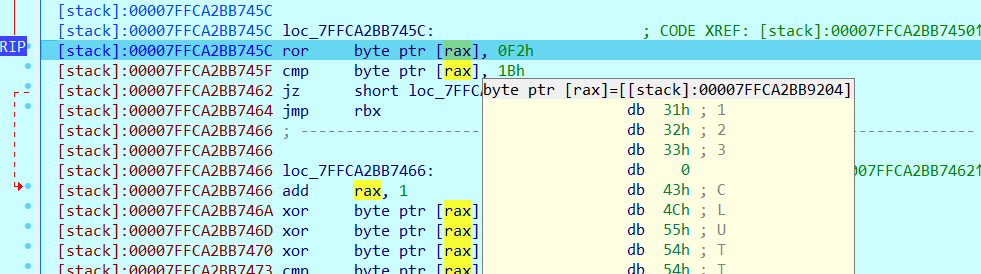 [stack]:00007FFCA2BB745C
[stack]:00007FFCA2BB745C loc_7FFCA2BB745C: ; CODE XREF: [stack]:00007FFCA2BB7450↑
RIP [stack]:00007FFCA2BB745C ror byte ptr [rax], 0F2h
[stack]:00007FFCA2BB745F cmp byte ptr [rax], 1Bh
[stack]:00007FFCA2BB7462 jz short loc_7FFC byte ptr [rax]=[[stack]:00007FFCA2BB9204]
[stack]:00007FFCA2BB7464 jmp rbx db 31h ; 1
[stack]:00007FFCA2BB7466 ; --------------------- db 32h ; 2 ---------------------
[stack]:00007FFCA2BB7466 db 33h ; 3
[stack]:00007FFCA2BB7466 loc_7FFCA2BB7466: db 0 00007FFCA2BB7462↑
[stack]:00007FFCA2BB7466 add rax, 1 db 43h ; C
[stack]:00007FFCA2BB746A xor byte ptr [rax] db 4Ch ; L
[stack]:00007FFCA2BB746D xor byte ptr [rax] db 55h ; U
[stack]:00007FFCA2BB7470 xor byte ptr [rax] db 54h ; T
[stack]:00007FFCA2BB7473 cmp byte ptr [rax] db 54h ; T